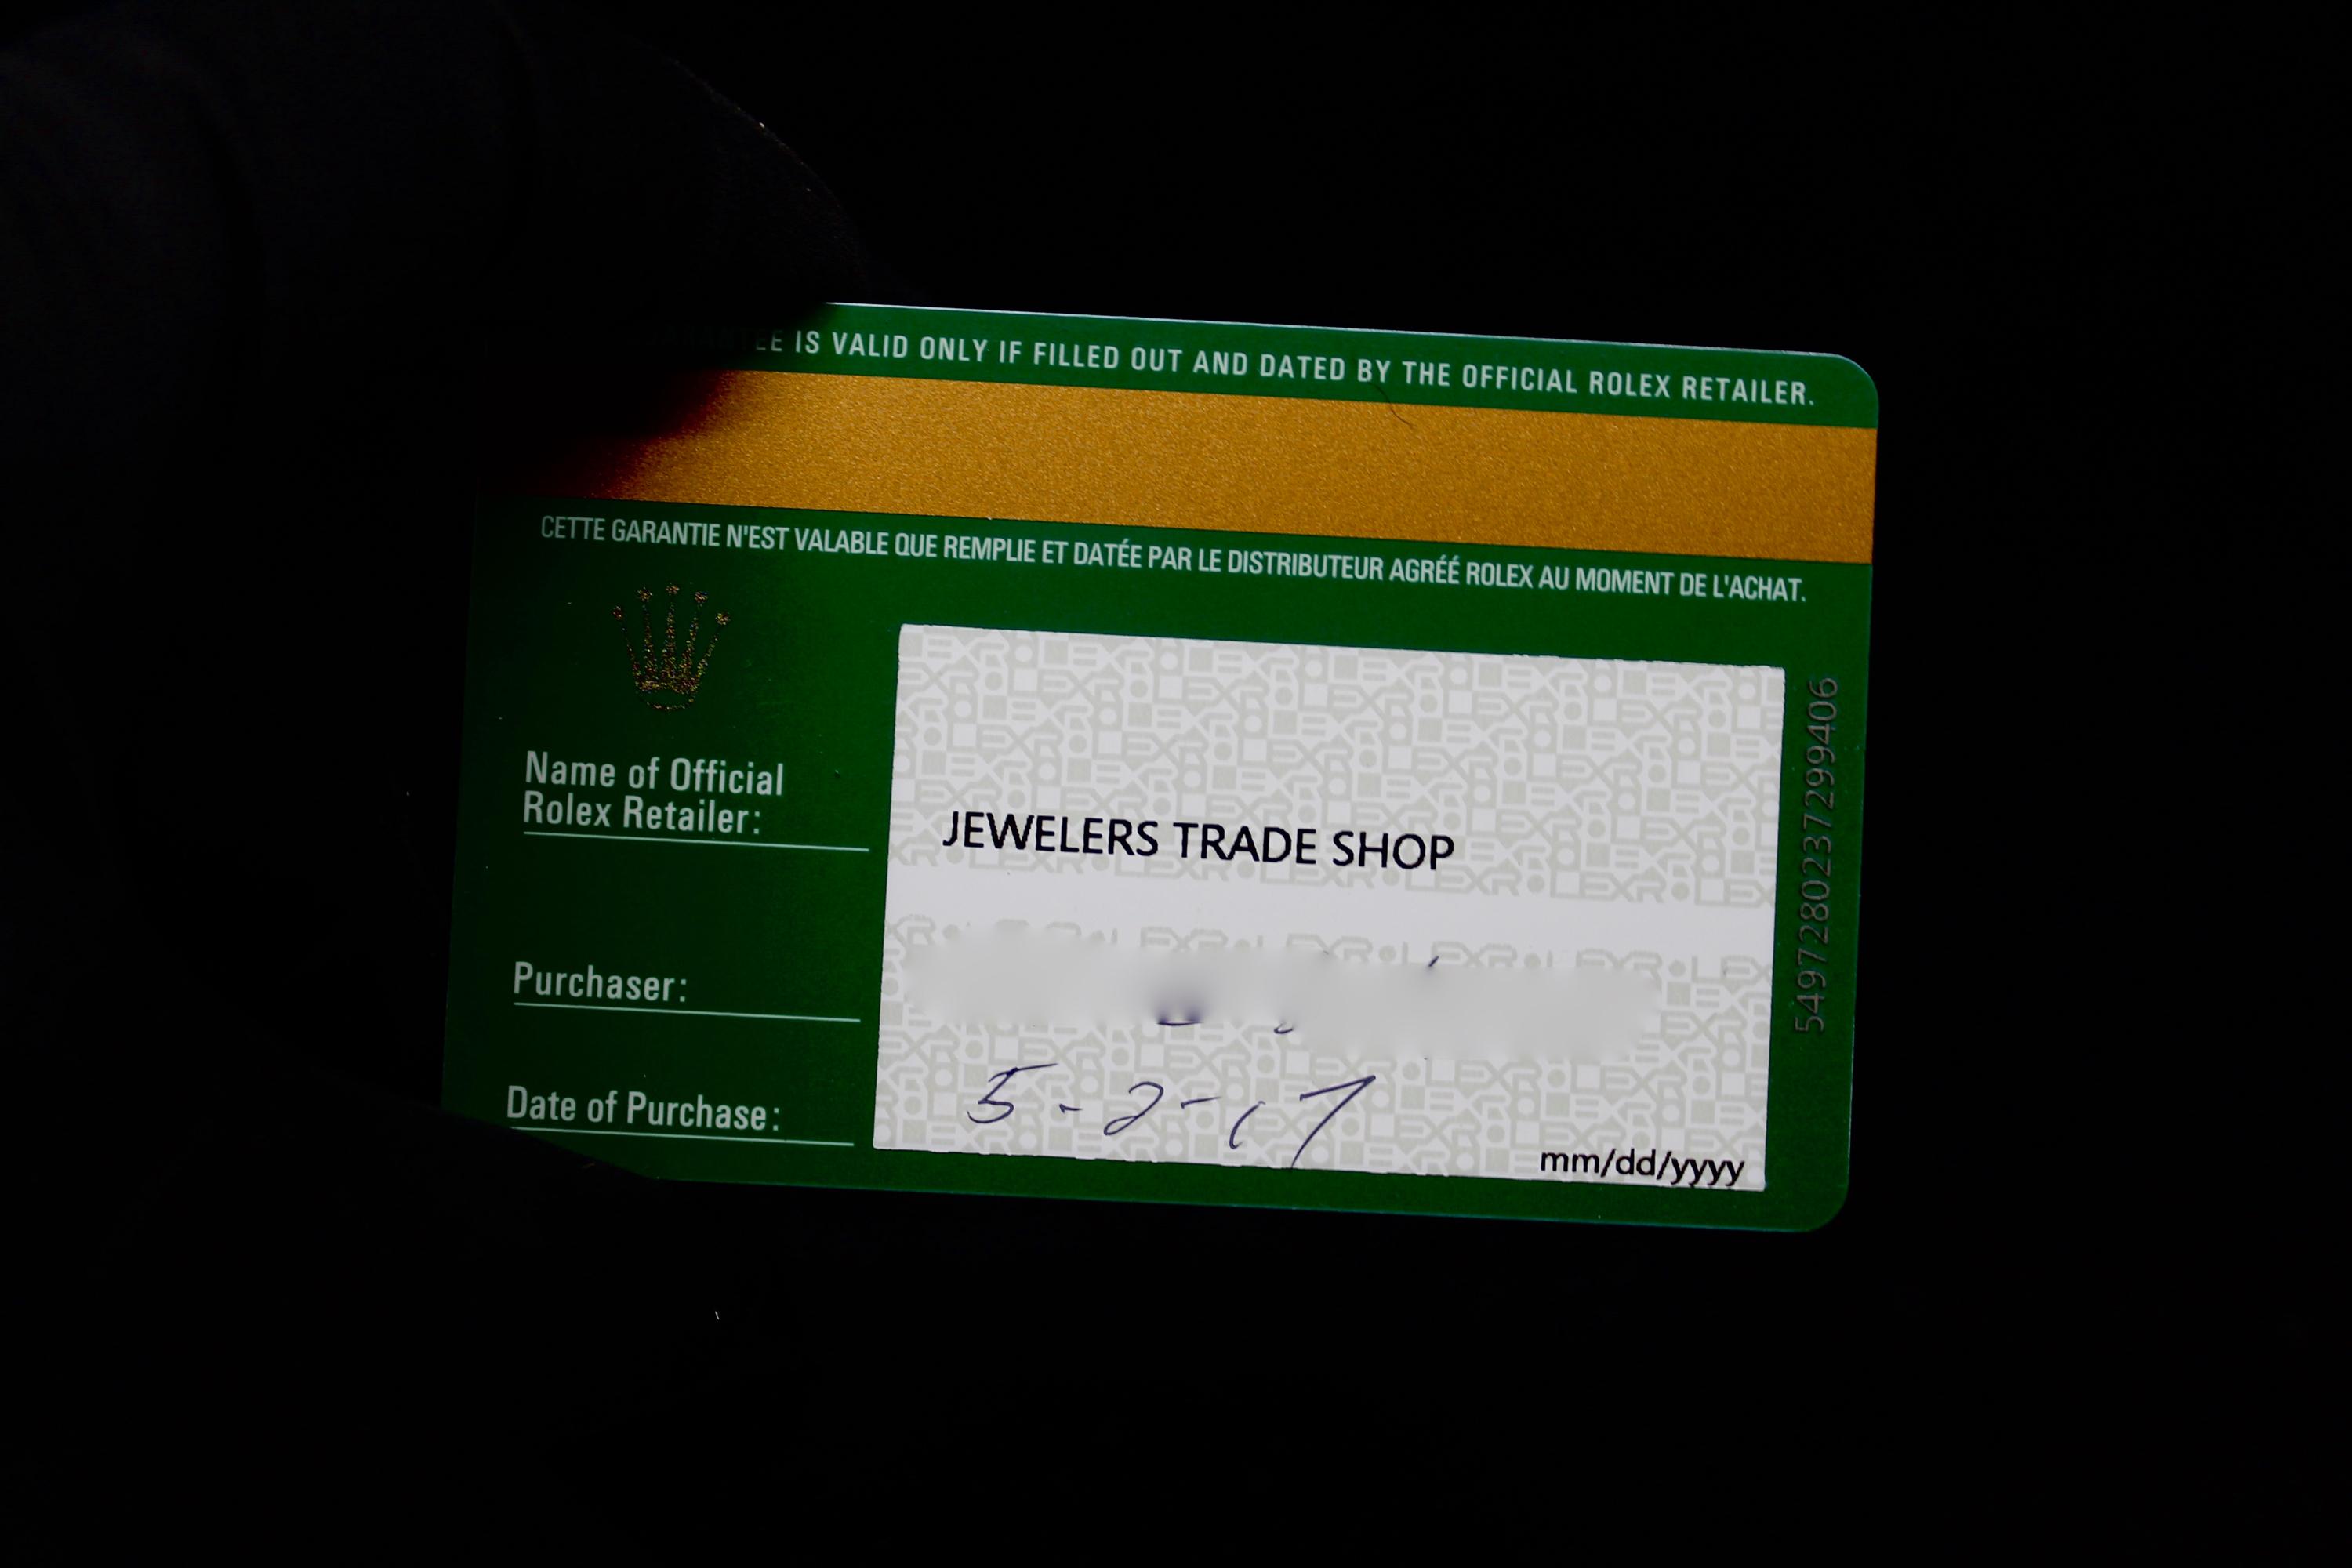 IS VALID ONLY IF FILLED OUT AND DATED BY THE OFFICIAL ROLEX RETAILER.
CETTE GARANTIE N'EST VALABLE QUE REMPLIE ET DATÉE PAR LE DISTRIBUTEUR AGRÉÉ ROLEX AU MOMENT DE L'ACHAT.
Name of Official
Rolex Retailer:
JEWELERS TRADE SHOP
Purchaser:
Date of Purchase:
5-2-17
mm/dd/yyyy
5497280237299406